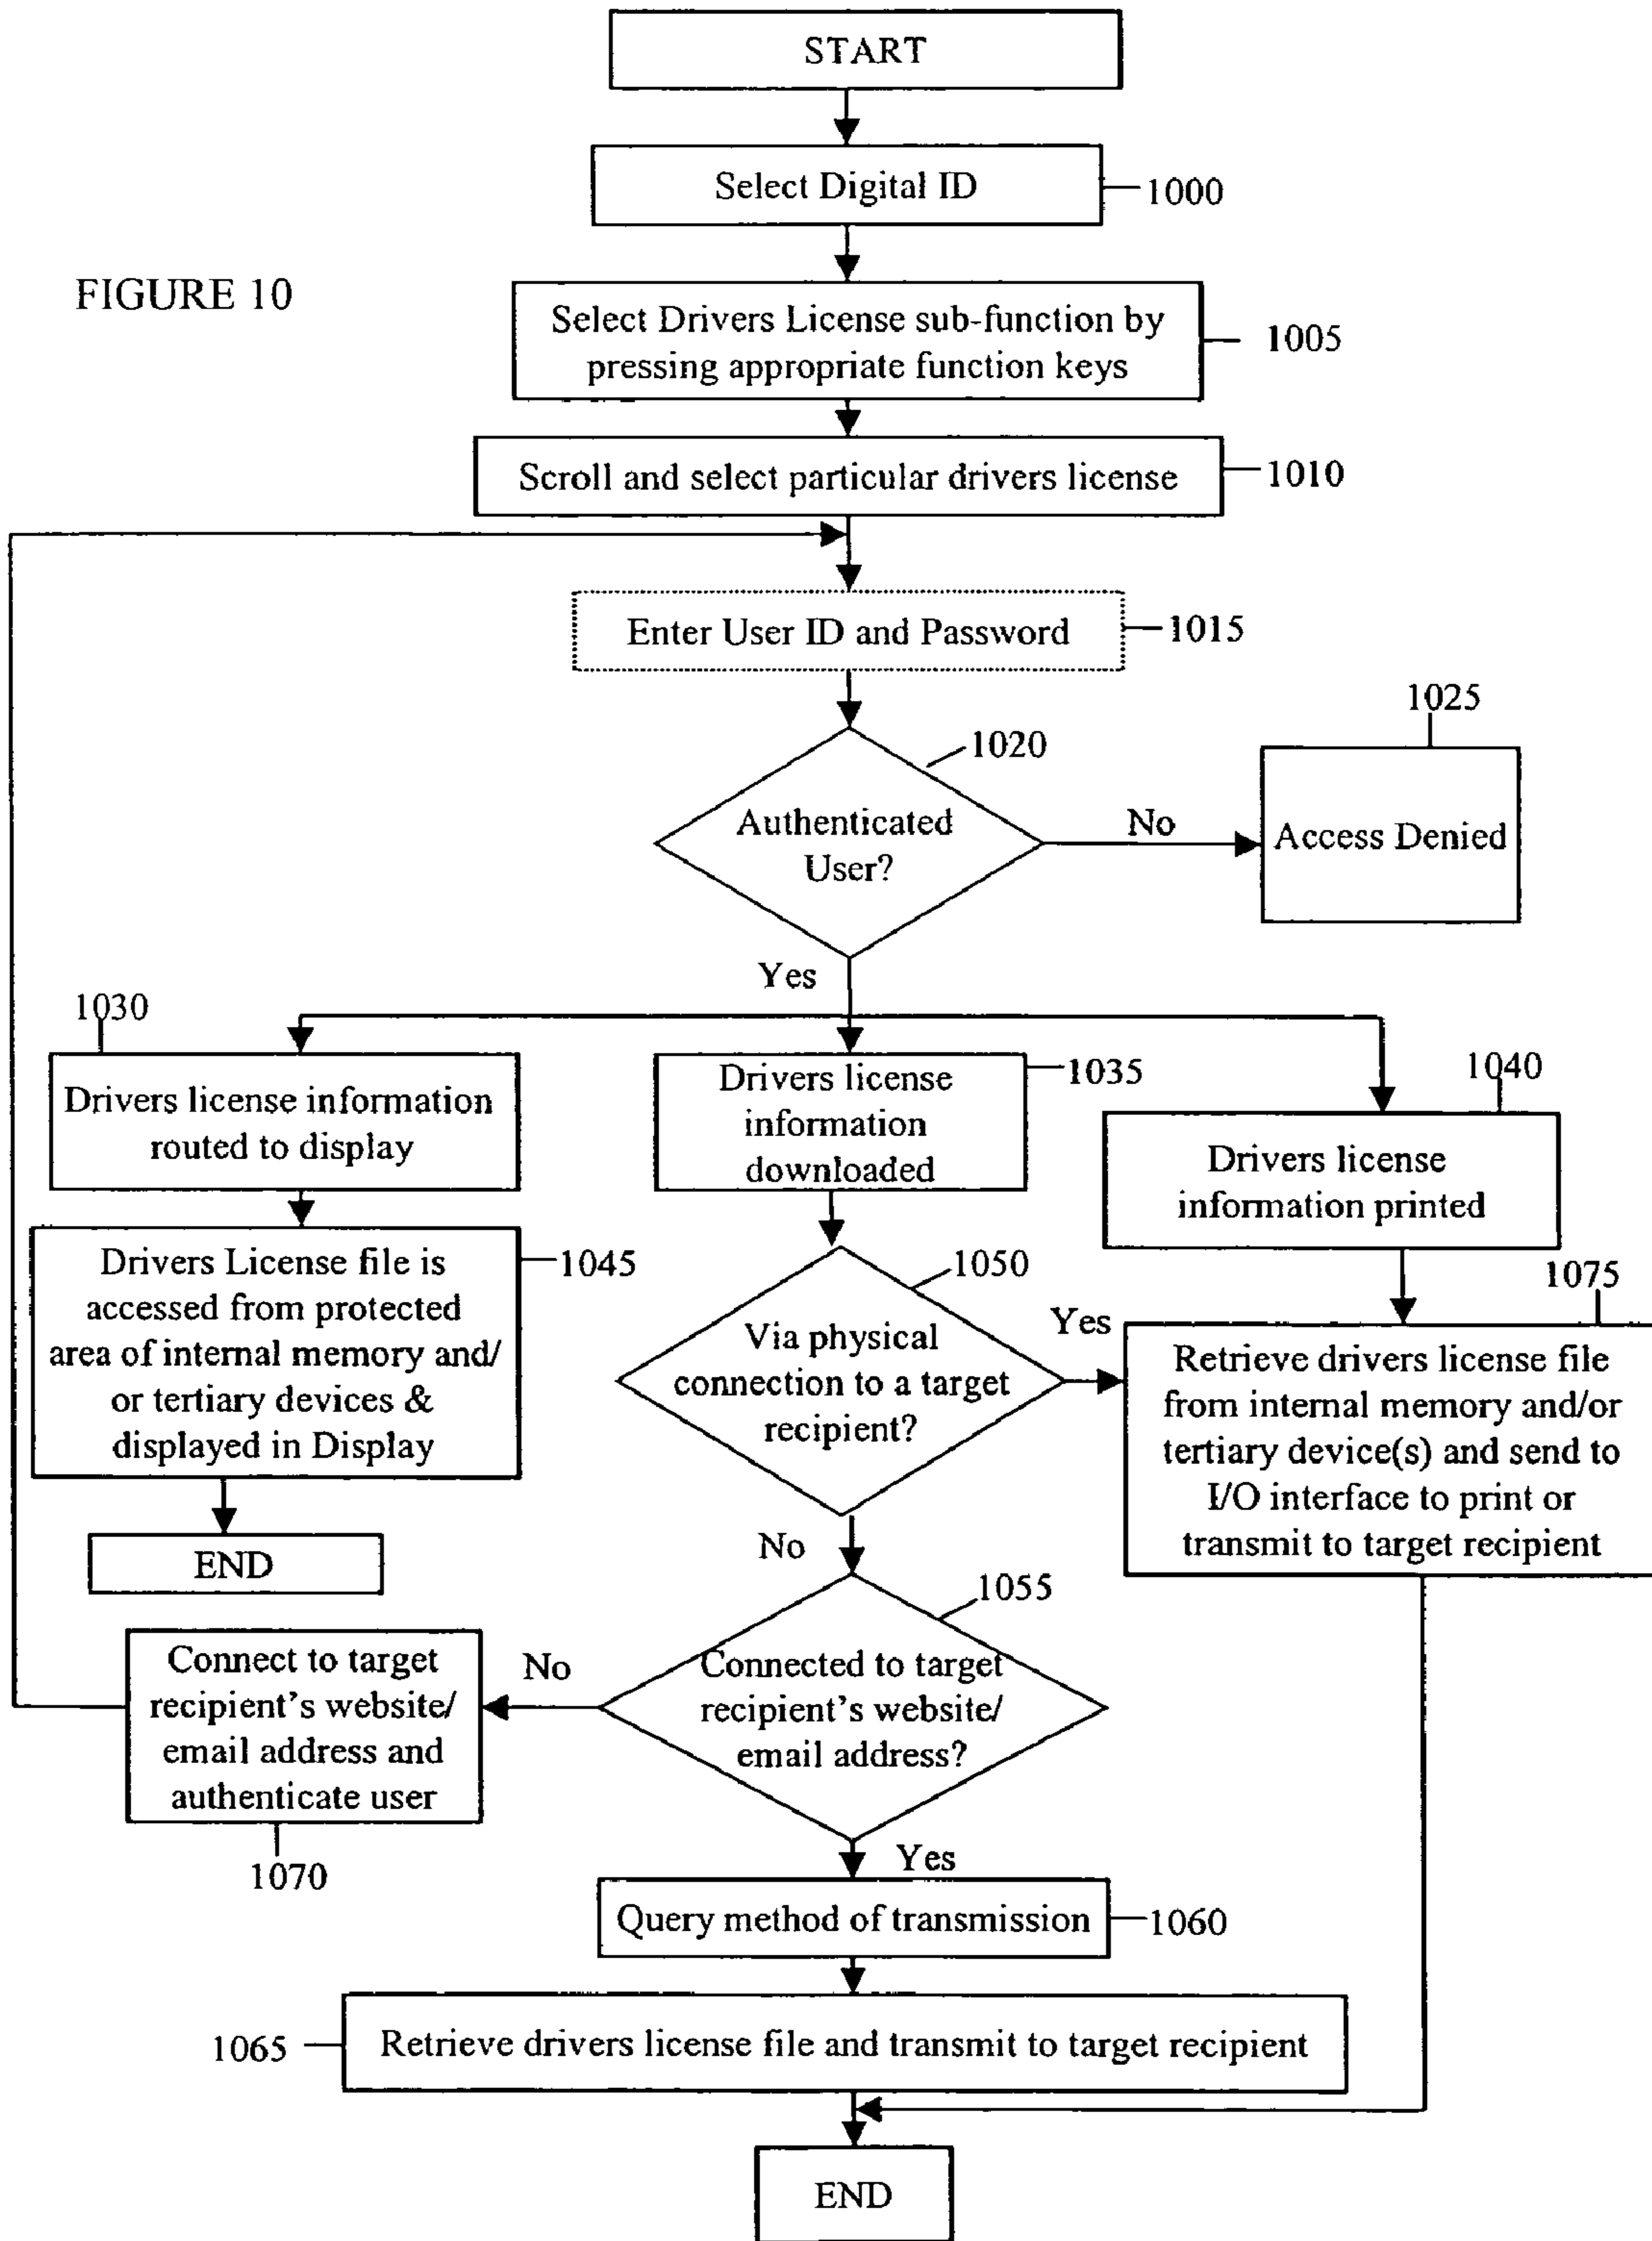 START
Select Digital ID
1000
FIGURE 10
Select Drivers License sub-function by
pressing appropriate function keys
1005
Scroll and select particular drivers license
1010
Enter User ID and Password
1015
1020
Authenticated
User?
No
1025
Access Denied
Yes
1030
Drivers license information
routed to display
Drivers license
information
downloaded
1035
1040
Drivers license
information printed
Drivers License file is
accessed from protected
area of internal memory and/
or tertiary devices &
displayed in Display
1045
END
1050
Via physical
connection to a target
recipient?
Yes
1075
Retrieve drivers license file
from internal memory and/or
tertiary device(s) and send to
I/O interface to print or
transmit to target recipient
No
1055
Connected to target
recipient's website/
email address?
No
Connect to target
recipient's website/
email address and
authenticate user
1070
Yes
Query method of transmission
1060
1065
Retrieve drivers license file and transmit to target recipient
END